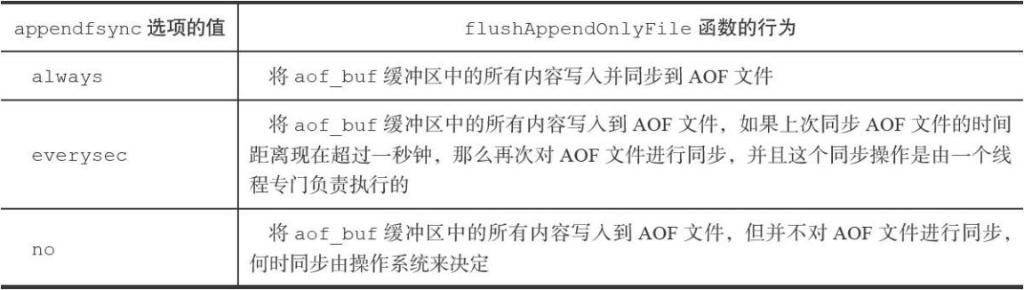 appendfsync 选项的值 flushAppendOnlyFile 函数的行为
always 将 aof_buf 缓冲区中的所有内容写入并同步到 AOF 文件
将 aof_buf 缓冲区中的所有内容写入到 AOF 文件，如果上次同步 AOF 文件的时间
everysec 距离现在超过一秒钟，那么再次对 AOF 文件进行同步，并且这个同步操作是由一个线
程专门负责执行的
no 将 aof_buf 缓冲区中的所有内容写入到 AOF 文件，但并不对 AOF 文件进行同步，
何时同步由操作系统来决定